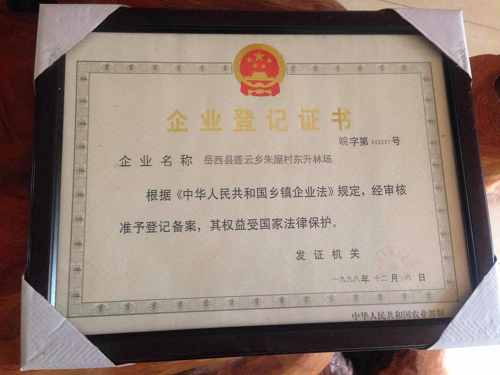 企业登记证书
皖字第 号
企业名称 岳西县莲云乡朱屋村东升林场
根据《中华人民共和国乡镇企业法》规定，经审核
准予登记备案，其权益受国家法律保护。
发证机关
一九九八年十二月 日
中华人民共和国农业部制